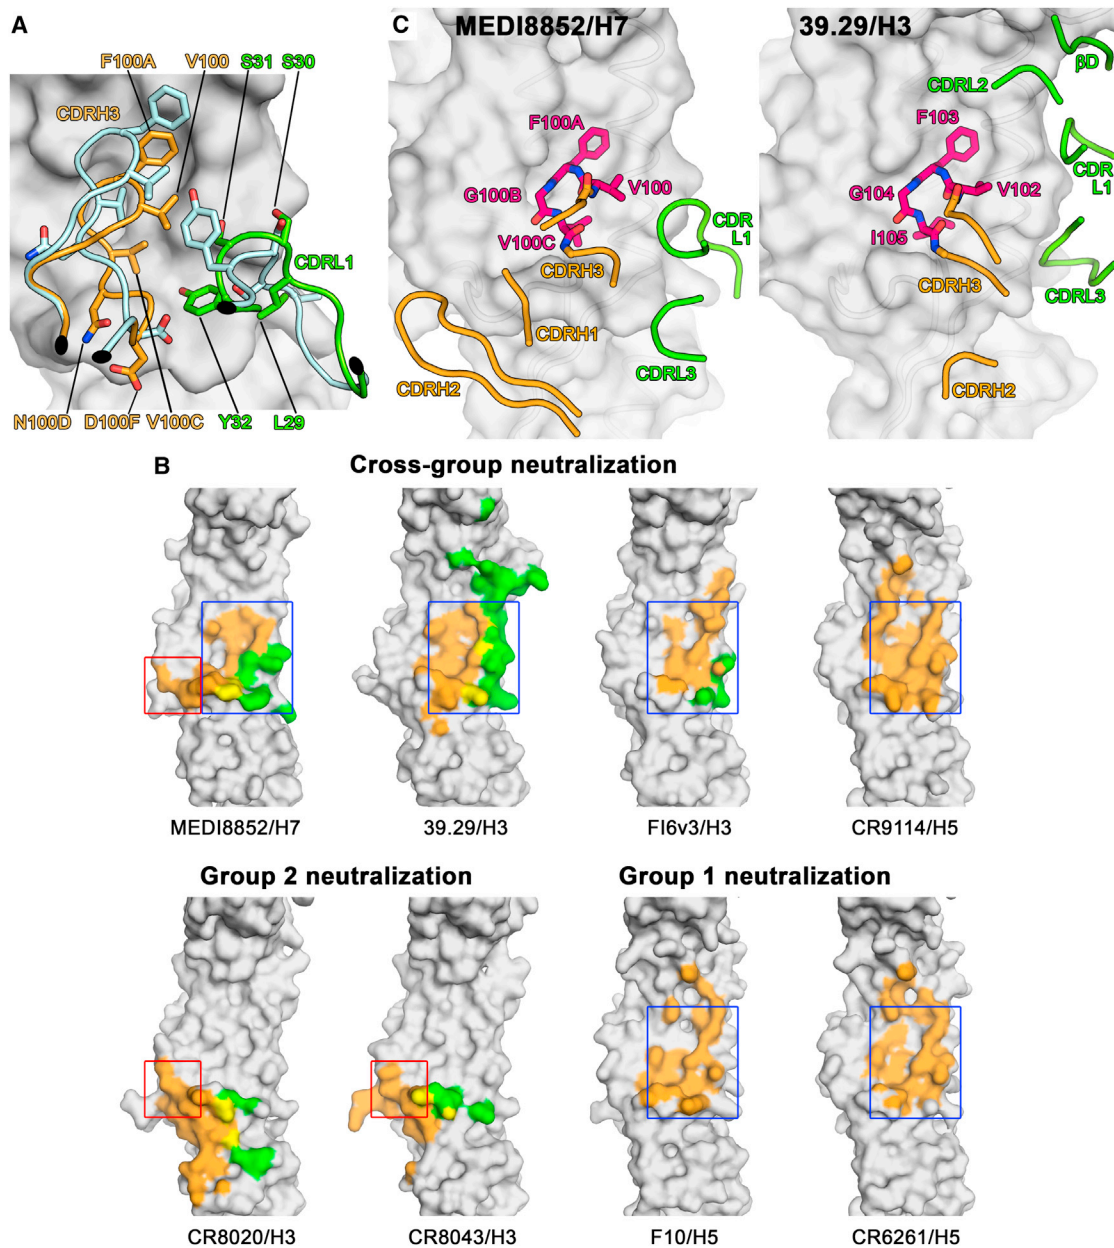 A
F100A V100 S31 S30
CDRH3
CDRL1
N100D D100F V100C Y32 L29
C
MEDI8852/H7
F100A
G100B
V100
V100C
CDR
L1
CDRH3
CDRH1
CDRL3
CDRH2
39.29/H3
βD
CDRL2
F103
CDR
L1
G104
V102
I105
CDRH3
CDRL3
CDRH2
B
Cross-group neutralization
MEDI8852/H7 39.29/H3 FI6v3/H3 CR9114/H5
Group 2 neutralization Group 1 neutralization
CR8020/H3 CR8043/H3 F10/H5 CR6261/H5